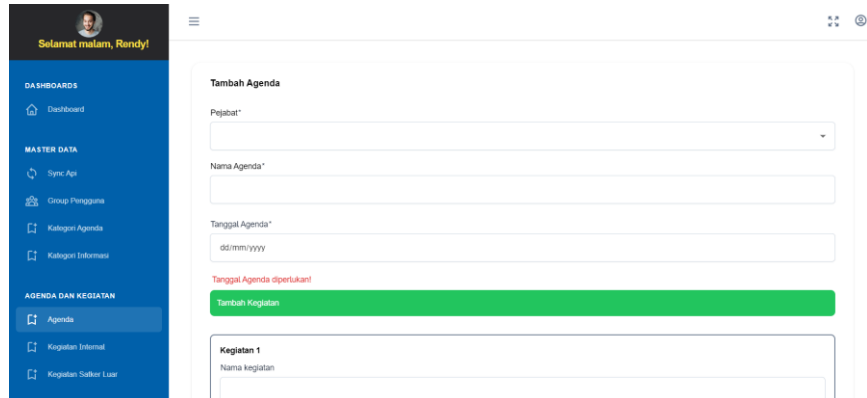 Selamat malam, Rendy!
DASHBOARDS
Dashboard
MASTER DATA
Sync Api
Group Pengguna
Kategori Agenda
Kategori Informasi
AGENDA DAN KEGIATAN
Agenda
Kegiatan Internal
Kegiatan Satker Luar
Tambah Agenda
Pejabat*
Nama Agenda*
Tanggal Agenda*
dd/mm/yyyy
Tanggal Agenda diperlukan!
Tambah Kegiatan
Kegiatan 1
Nama kegiatan